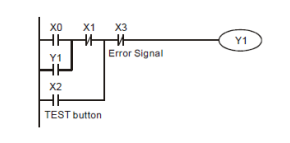 X0 X1 X3
Y1
Error Signal
Y1
X2
TEST button